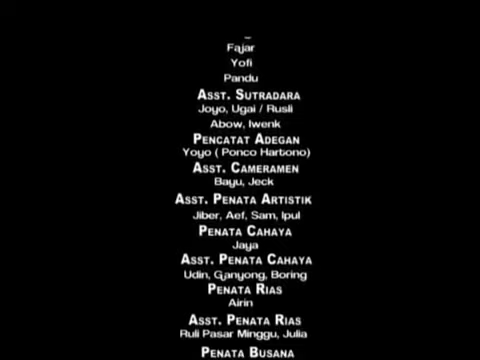 Fajar
Yofi
Pandu
ASST. SUTRADARA
Joyo, Ugai / Rusli
Abow, Iwenk
PENCATAT ADEGAN
Yoyo ( Ponco Hartono)
ASST. CAMERAMEN
Bayu, Jeck
ASST. PENATA ARTISTIK
Jiber, Aef, Sam, Ipul
PENATA CAHAYA
Jaya
ASST. PENATA CAHAYA
Udin, Ganyong, Boring
PENATA RIAS
Airin
ASST. PENATA RIAS
Ruli Pasar Minggu, Julia
PENATA BUSANA